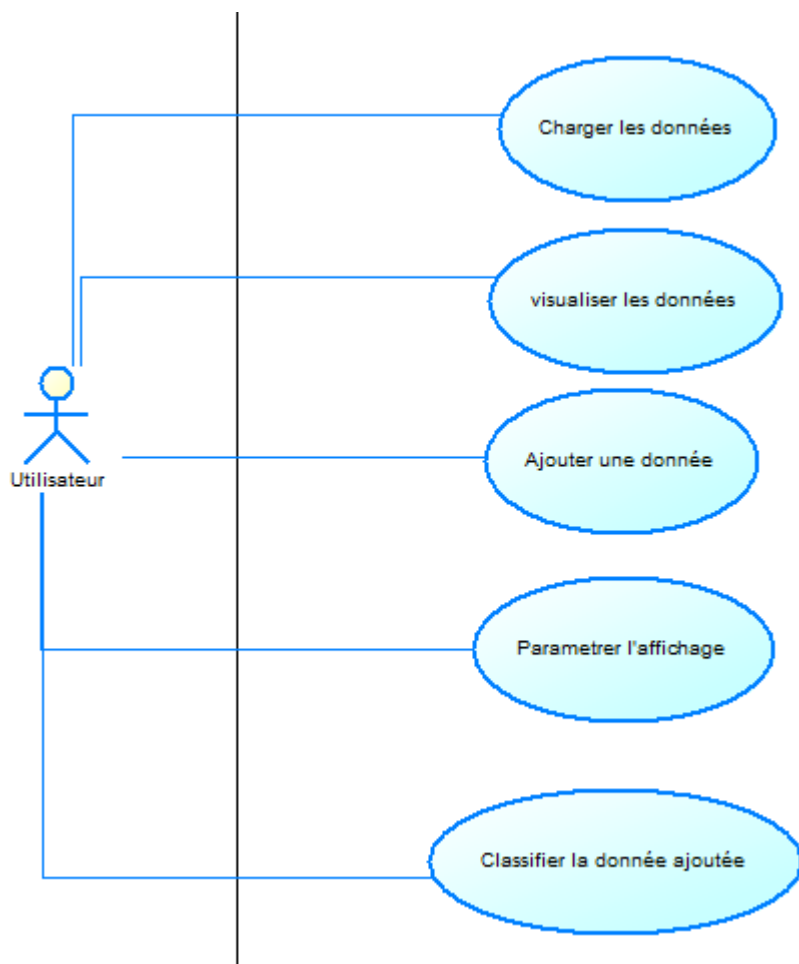 Charger les données
visualiser les données
Ajouter une donnée
Utilisateur
Parametrer l'affichage
Classifier la donnée ajoutée